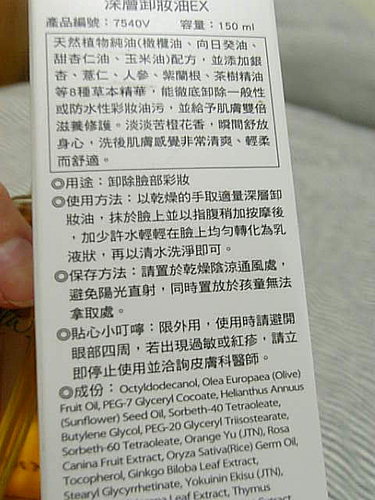 深層卸妝油EX
產品編號：7540V 容量：150 ml
天然植物純油(橄欖油、向日葵油、
甜杏仁油、玉米油)配方，並添加銀
杏、薏仁、人參、紫蘭根、茶樹精油
等8種草本精華，能徹底卸除一般性
或防水性彩妝油污，並給予肌膚雙倍
滋養修護。淡淡苦橙花香，瞬間舒放
身心，洗後肌膚感覺非常清爽、輕柔
而舒適。
◎用途：卸除臉部彩妝
◎使用方法：以乾燥的手取適量深層卸
妝油，抹於臉上並以指腹稍加按摩後
，加少許水輕輕在臉上均勻轉化為乳
液狀，再以清水洗淨即可。
◎保存方法：請置於乾燥陰涼通風處，
避免陽光直射，同時置放於孩童無法
拿取處。
◎貼心小叮嚀：限外用，使用時請避開
眼部四周，若出現過敏或紅疹，請立
即停止使用並洽詢皮膚科醫師。
◎成份：Octyldodecanol, Olea Europaea (Olive)
Fruit Oil, PEG-7 Glyceryl Cocoate, Helianthus Annuus
(Sunflower) Seed Oil, Sorbeth-40 Tetraoleate,
Butylene Glycol, PEG-20 Glyceryl Triisostearate,
Sorbeth-60 Tetraoleate, Orange Yu (JTN), Rosa
Canina Fruit Extract, Oryza Sativa(Rice) Germ Oil,
Tocopherol, Ginkgo Biloba Leaf Extract,
Stearyl Glycyrrhetinate, Yokuinin Ekisu (JTN),
Leaf Extract, Thymus